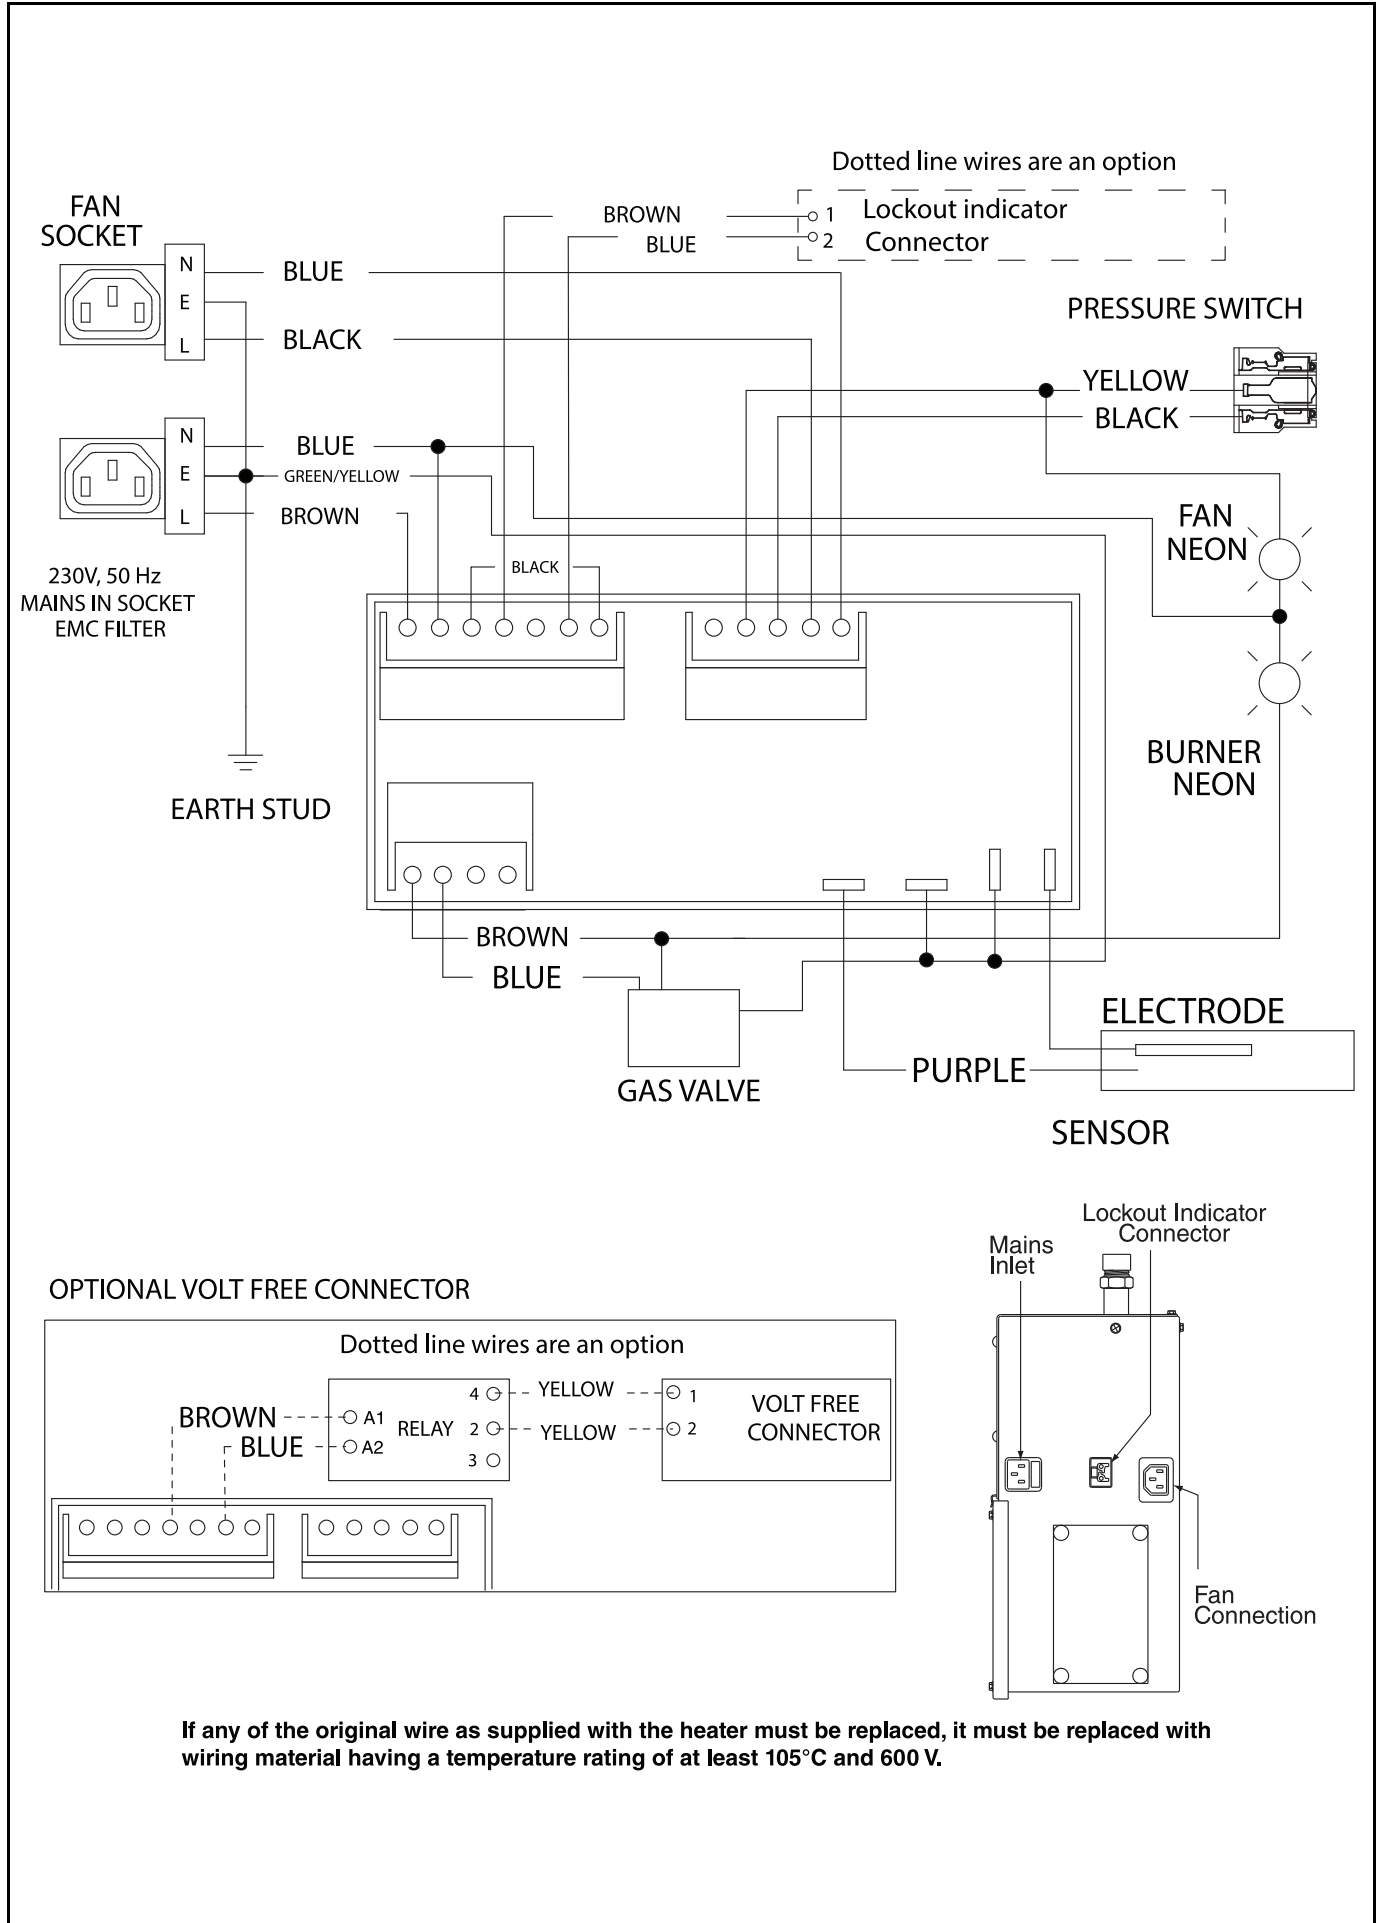 Dotted line wires are an option
FAN
SOCKET
BROWN
1 Lockout indicator
BLUE
2 Connector
N
BLUE
E
L
BLACK
PRESSURE SWITCH
YELLOW
BLACK
N
BLUE
E
GREEN/YELLOW
L
BROWN
FAN
NEON
BLACK
230V, 50 Hz
MAINS IN SOCKET
EMC FILTER
BURNER
NEON
EARTH STUD
BROWN
BLUE
GAS VALVE
ELECTRODE
PURPLE
SENSOR
Lockout Indicator
Connector
Mains
Inlet
OPTIONAL VOLT FREE CONNECTOR
Dotted line wires are an option
BROWN
BLUE
A1
A2
RELAY
4
2
3
YELLOW
YELLOW
1
2
VOLT FREE
CONNECTOR
Fan
Connection
If any of the original wire as supplied with the heater must be replaced, it must be replaced with
wiring material having a temperature rating of at least 105°C and 600 V.